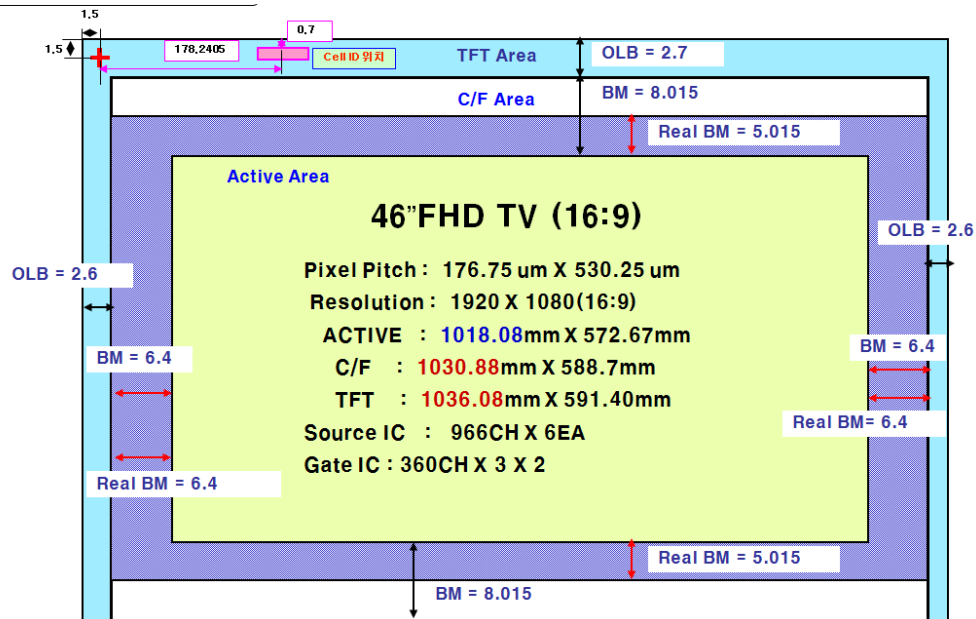 1.5
0.7
1.5
178,2405
Cell ID 위치
TFT Area
OLB = 2.7
C/F Area
BM = 8.015
Real BM = 5.015
Active Area
46”FHD TV (16:9)
OLB = 2.6
OLB = 2.6
Pixel Pitch : 176.75 um X 530.25 um
Resolution : 1920 X 1080(16:9)
ACTIVE : 1018.08mm X 572.67mm
BM = 6.4
BM = 6.4
C/F : 1030.88mm X 588.7mm
TFT : 1036.08mm X 591.40mm
Real BM= 6.4
Source IC : 966CH X 6EA
Gate IC : 360CH X 3 X 2
Real BM = 6.4
Real BM = 5.015
BM = 8.015